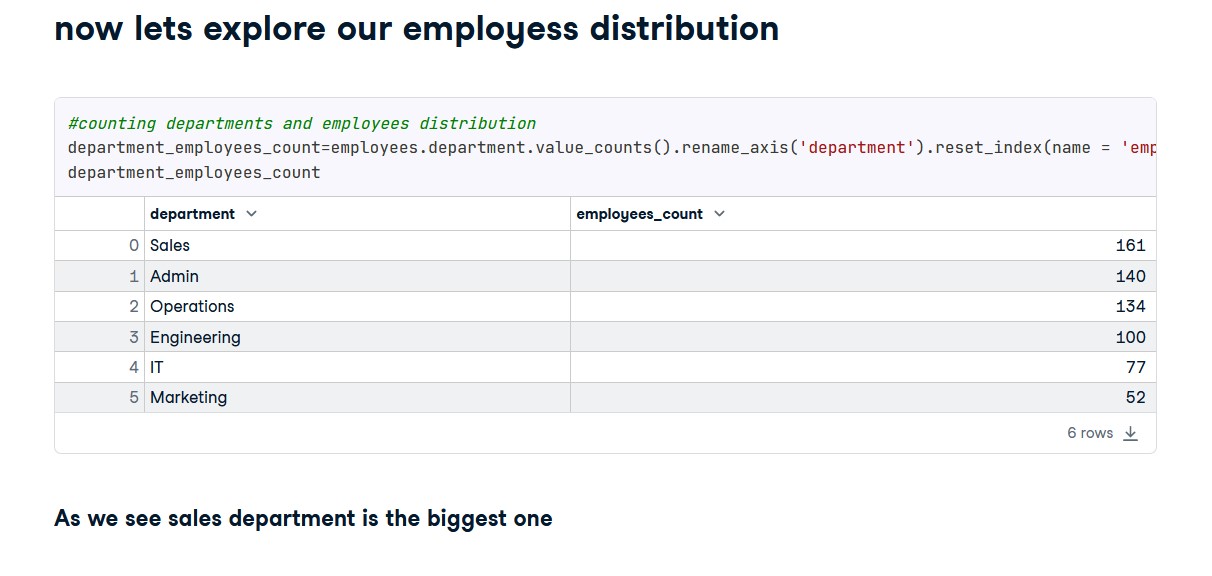 now lets explore our employess distribution
#counting departments and employees distribution
department_employees_count=employees.department.value_counts().rename_axis('department').reset_index(name = 'emp
department_employees_count
department employees_count
0 Sales 161
1 Admin 140
2 Operations 134
3 Engineering 100
4 IT 77
5 Marketing 52
6 rows
As we see sales department is the biggest one